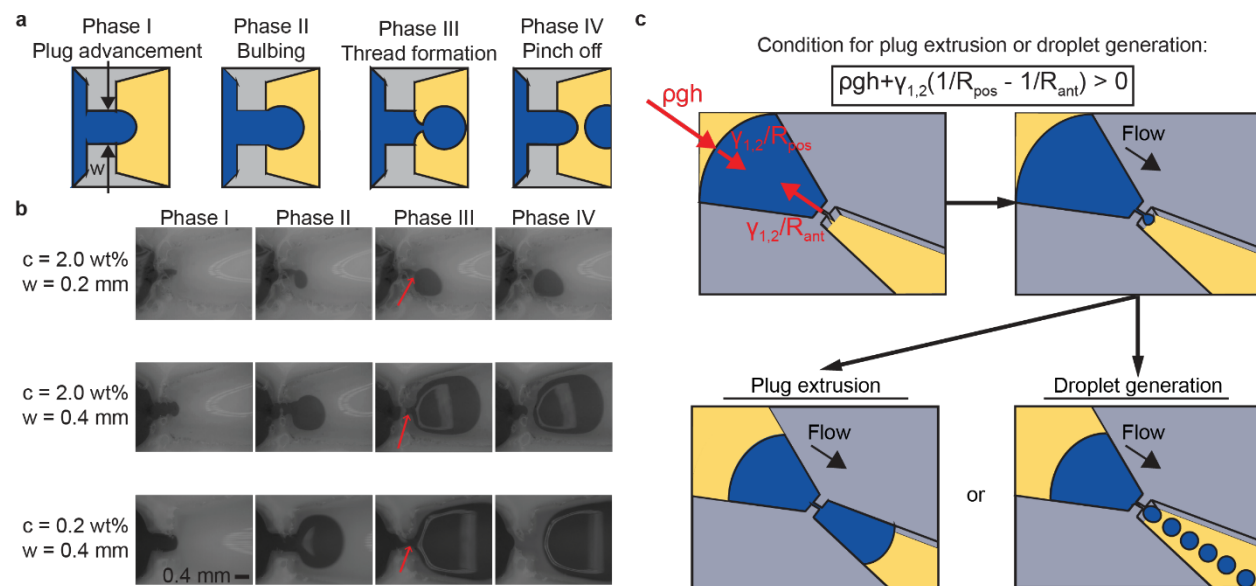 a
Phase I
Plug advancement
Phase II
Bulbing
Phase III
Thread formation
Phase IV
Pinch off
w
b
Phase I
Phase II
Phase III
Phase IV
c = 2.0 wt%
w = 0.2 mm
c = 2.0 wt%
w = 0.4 mm
c = 0.2 wt%
w = 0.4 mm
0.4 mm
c
Condition for plug extrusion or droplet generation:
ρgh+γ1,2(1/Rpos - 1/Rant) > 0
ρgh
γ1,2/Rpos
γ1,2/Rant
Flow
Plug extrusion
Flow
or
Droplet generation
Flow